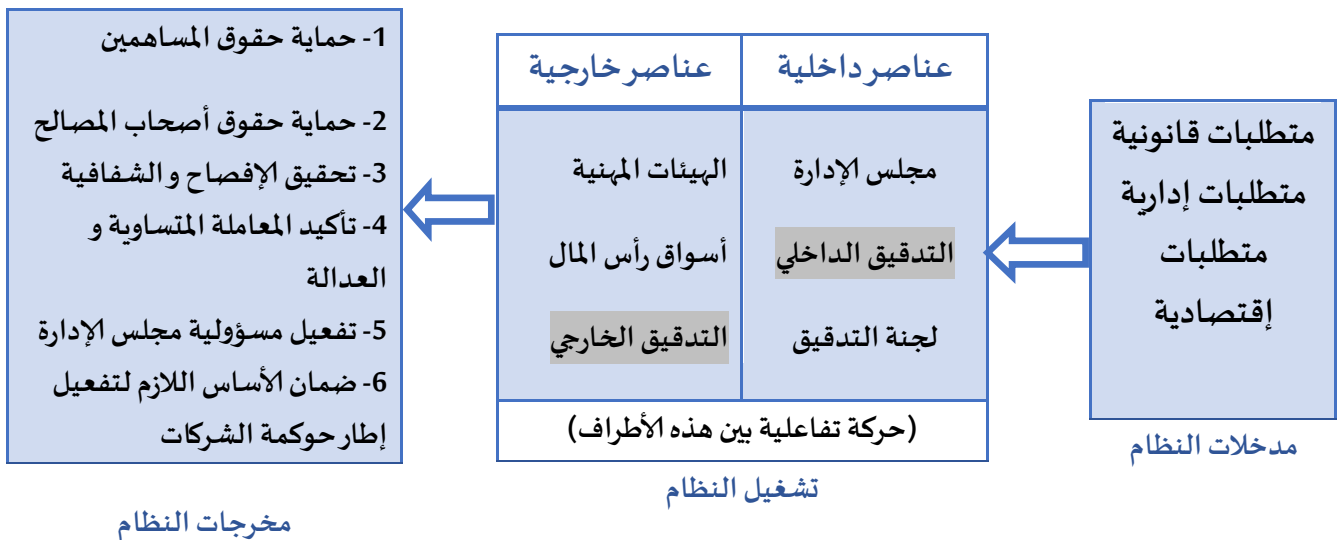 متطلبات قانونية
متطلبات إدارية
متطلبات
إقتصادية
مدخلات النظام
عناصر داخلية
عناصر خارجية
مجلس الإدارة
الهيئات المهنية
التدقيق الداخلي
أسواق رأس المال
لجنة التدقيق
التدقيق الخارجي
(حركة تفاعلية بين هذه الأطراف)
تشغيل النظام
1- حماية حقوق المساهمين
2- حماية حقوق أصحاب المصالح
3- تحقيق الإفصاح و الشفافية
4- تأكيد المعاملة المتساوية و
العدالة
5- تفعيل مسؤولية مجلس الإدارة
6- ضمان الأساس اللازم لتفعيل
إطار حوكمة الشركات
مخرجات النظام